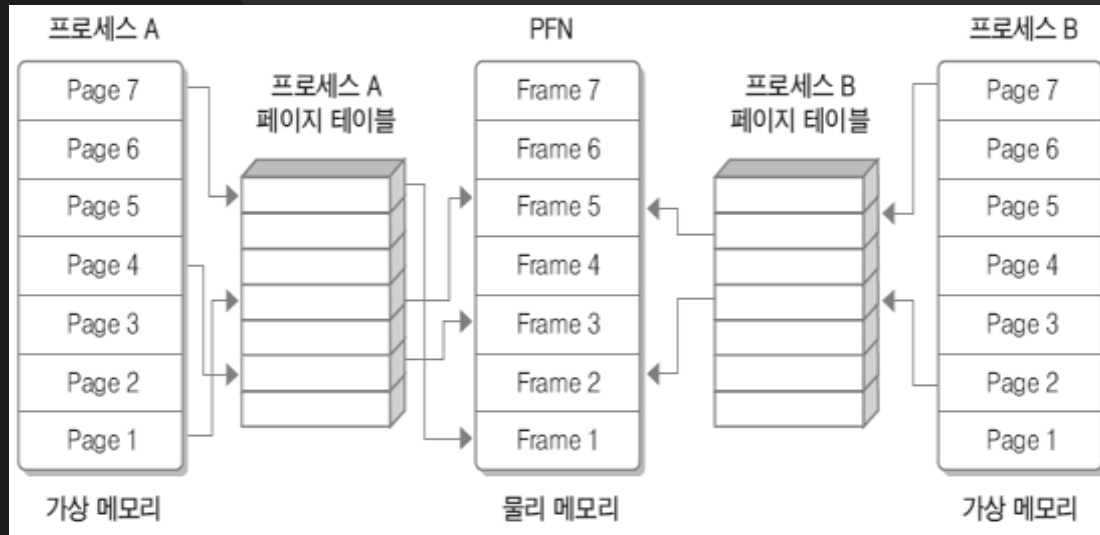 프로세스 A
PFN
프로세스 B
Page 7
Page 6
Page 5
Page 4
Page 3
Page 2
Page 1
가상 메모리
프로세스 A
페이지 테이블
Frame 7
Frame 6
Frame 5
Frame 4
Frame 3
Frame 2
Frame 1
물리 메모리
프로세스 B
페이지 테이블
Page 7
Page 6
Page 5
Page 4
Page 3
Page 2
Page 1
가상 메모리